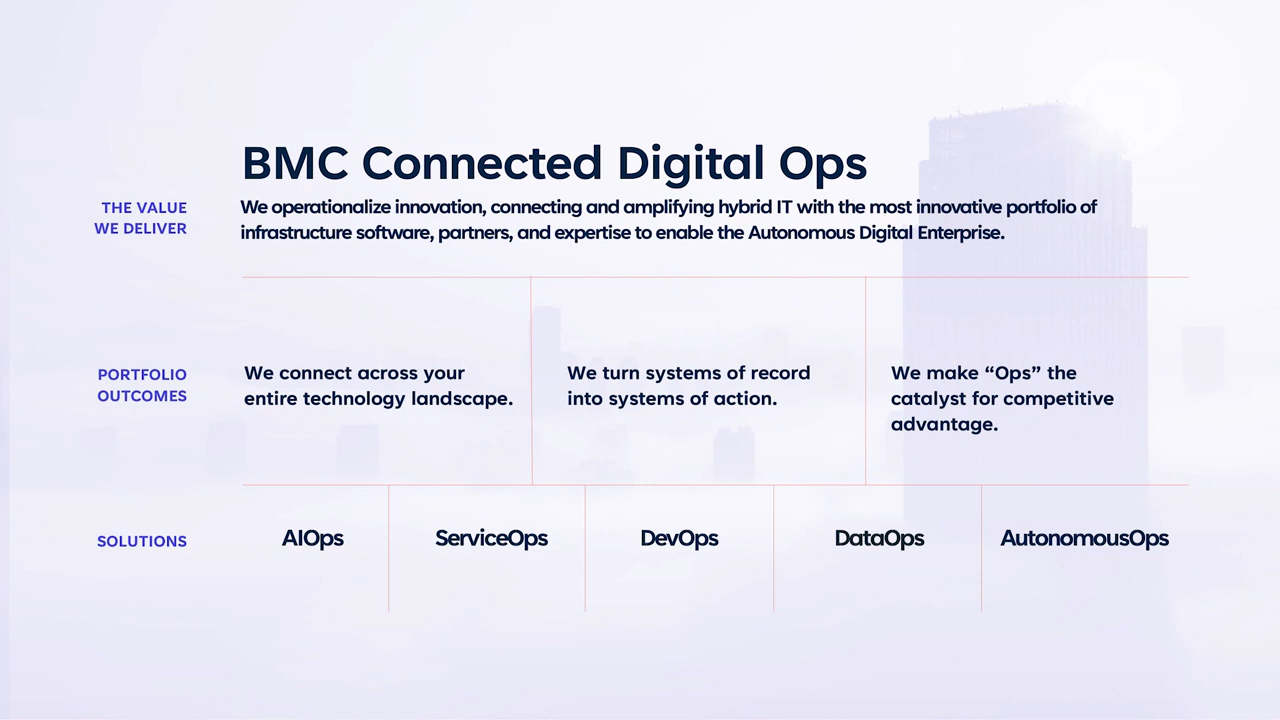 BMC Connected Digital Ops
THE VALUE
WE DELIVER
We operationalize innovation, connecting and amplifying hybrid IT with the most innovative portfolio of
infrastructure software, partners, and expertise to enable the Autonomous Digital Enterprise.
PORTFOLIO
OUTCOMES
We connect across your
entire technology landscape.
We turn systems of record
into systems of action.
We make “Ops” the
catalyst for competitive
advantage.
SOLUTIONS
AIOps
ServiceOps
DevOps
DataOps
AutonomousOps